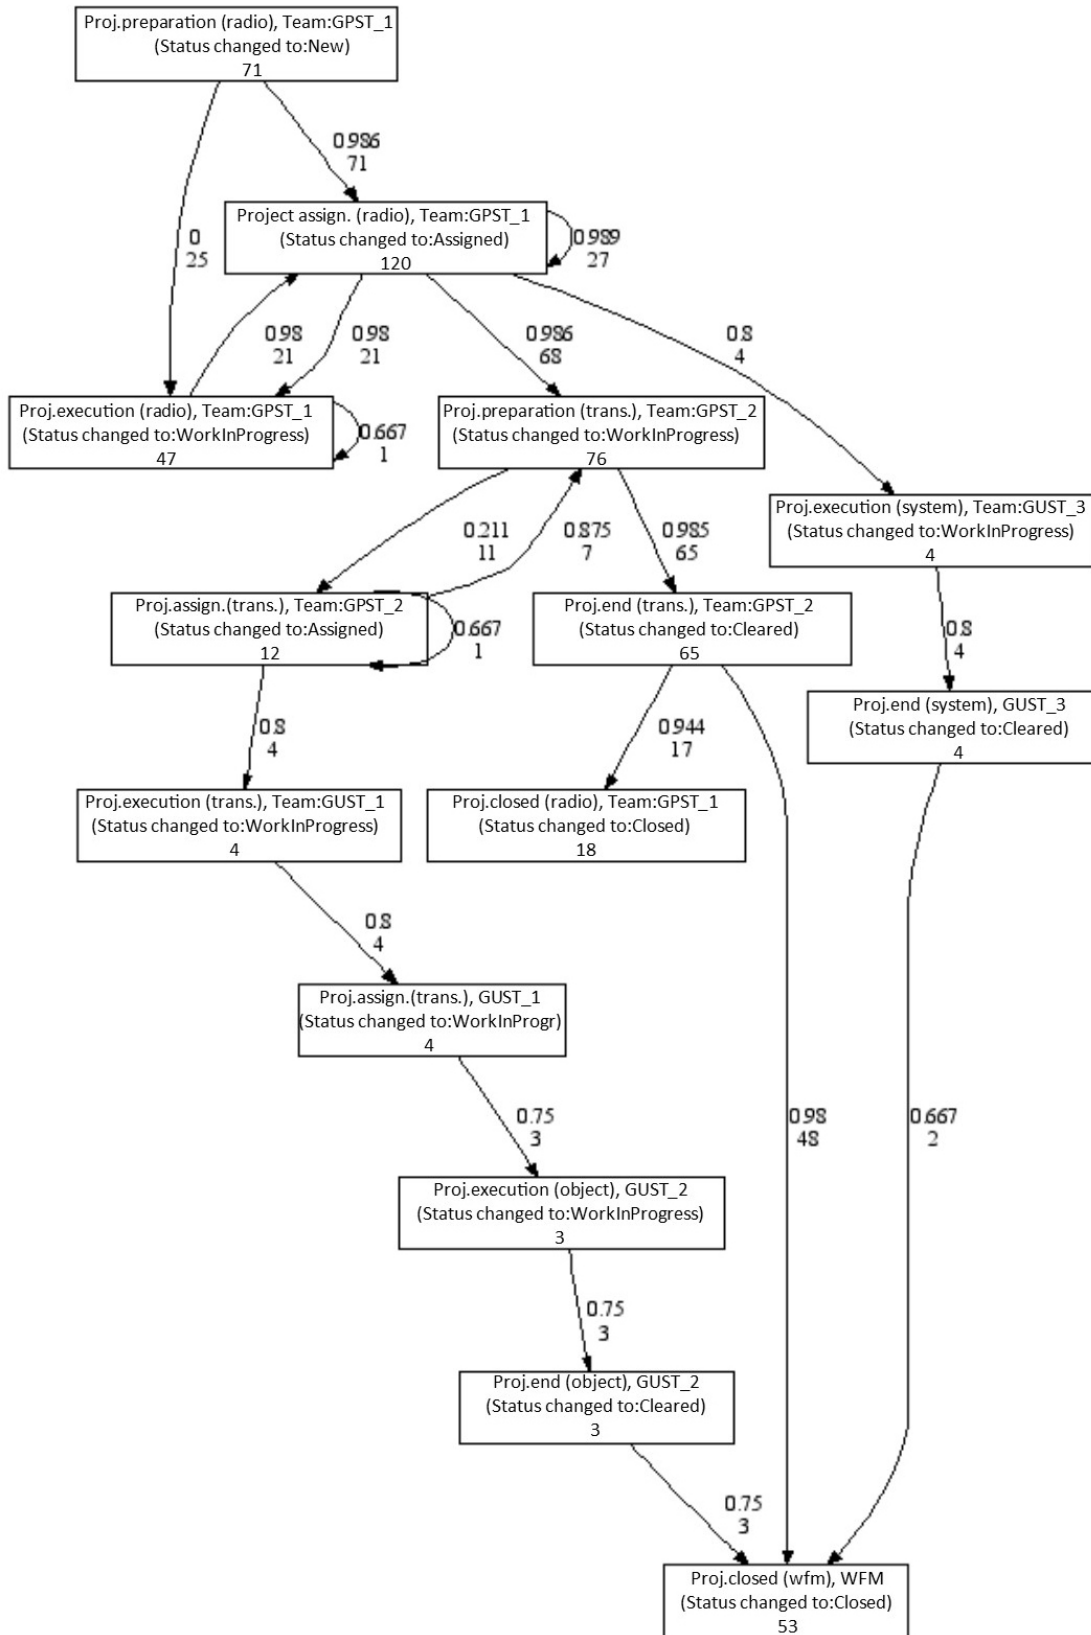 Proj.preparation (radio), Team:GPST_1
(Status changed to:New)
71
0.986
71
Project assign. (radio), Team:GPST_1
(Status changed to:Assigned)
120
0.989
27
0
25
0.98
21
0.98
21
0.986
68
0.8
4
Proj.execution (radio), Team:GPST_1
(Status changed to:WorkInProgress)
47
0.667
1
Proj.preparation (trans.), Team:GPST_2
(Status changed to:WorkInProgress)
76
Proj.execution (system), Team:GUST_3
(Status changed to:WorkInProgress)
4
0.211
11
0.875
7
0.985
65
Proj.assign.(trans.), Team:GPST_2
(Status changed to:Assigned)
12
0.667
1
Proj.end (trans.), Team:GPST_2
(Status changed to:Cleared)
65
0.8
4
Proj.end (system), GUST_3
(Status changed to:Cleared)
4
0.8
4
0.944
17
Proj.execution (trans.), Team:GUST_1
(Status changed to:WorkInProgress)
4
Proj.closed (radio), Team:GPST_1
(Status changed to:Closed)
18
0.8
4
Proj.assign.(trans.), GUST_1
(Status changed to:WorkInProgr)
4
0.75
3
0.98
48
0.667
2
Proj.execution (object), GUST_2
(Status changed to:WorkInProgress)
3
0.75
3
Proj.end (object), GUST_2
(Status changed to:Cleared)
3
0.75
3
Proj.closed (wfm), WFM
(Status changed to:Closed)
53